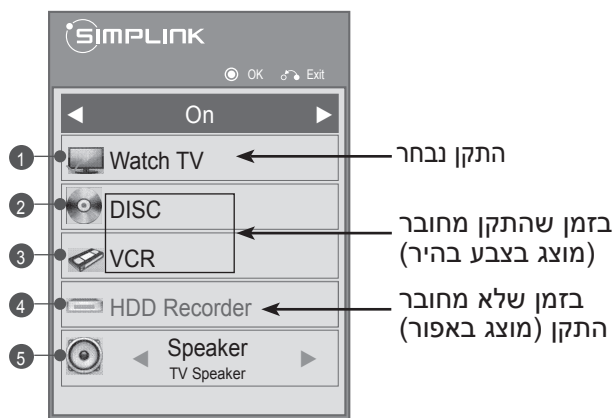 SIMPLINK
OK Exit
On
1 Watch TV
התקן נבחר
2 DISC
בזמן שהתקן מחובר
(מוצג בצבע בהיר)
3 VCR
4 HDD Recorder
בזמן שלא מחובר
התקן (מוצג באפור)
5 Speaker
TV Speaker